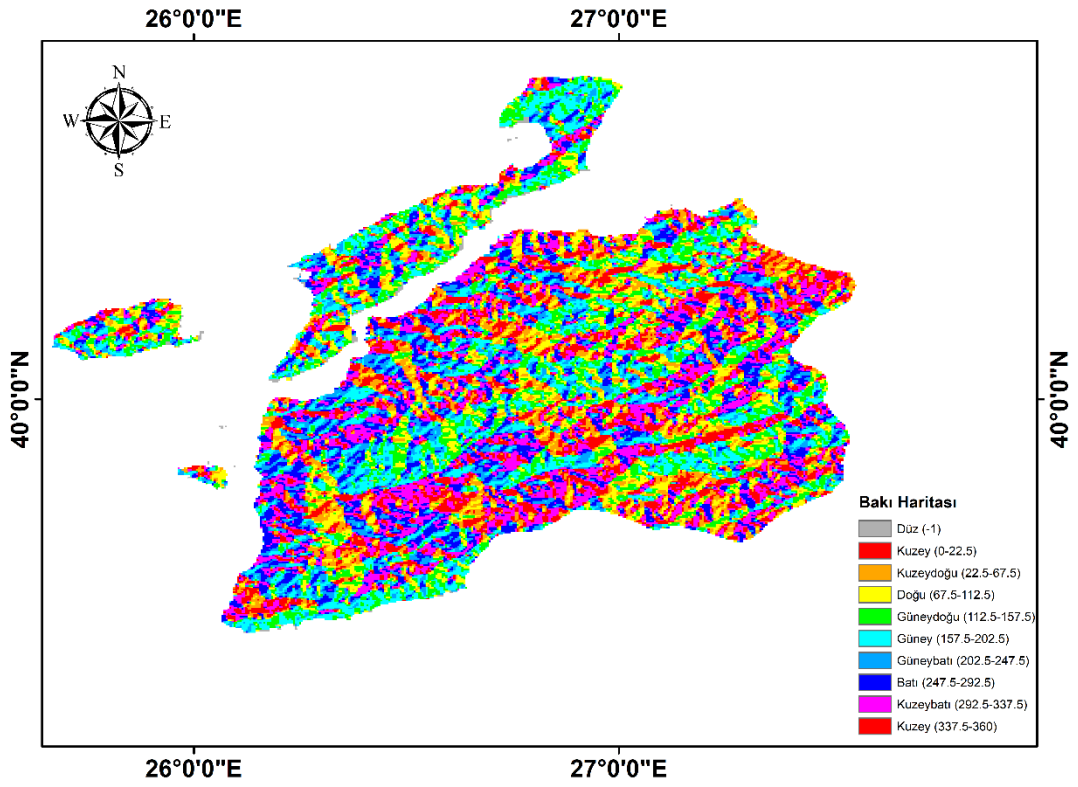 26°0'0"E 27°0'0"E
N
W E
S
40°0'0"N 40°0'0"N
Bakı Haritası
Düz (-1)
Kuzey (0-22.5)
Kuzeydoğu (22.5-67.5)
Doğu (67.5-112.5)
Güneydoğu (112.5-157.5)
Güney (157.5-202.5)
Güneybatı (202.5-247.5)
Batı (247.5-292.5)
Kuzeybatı (292.5-337.5)
Kuzey (337.5-360)
26°0'0"E 27°0'0"E